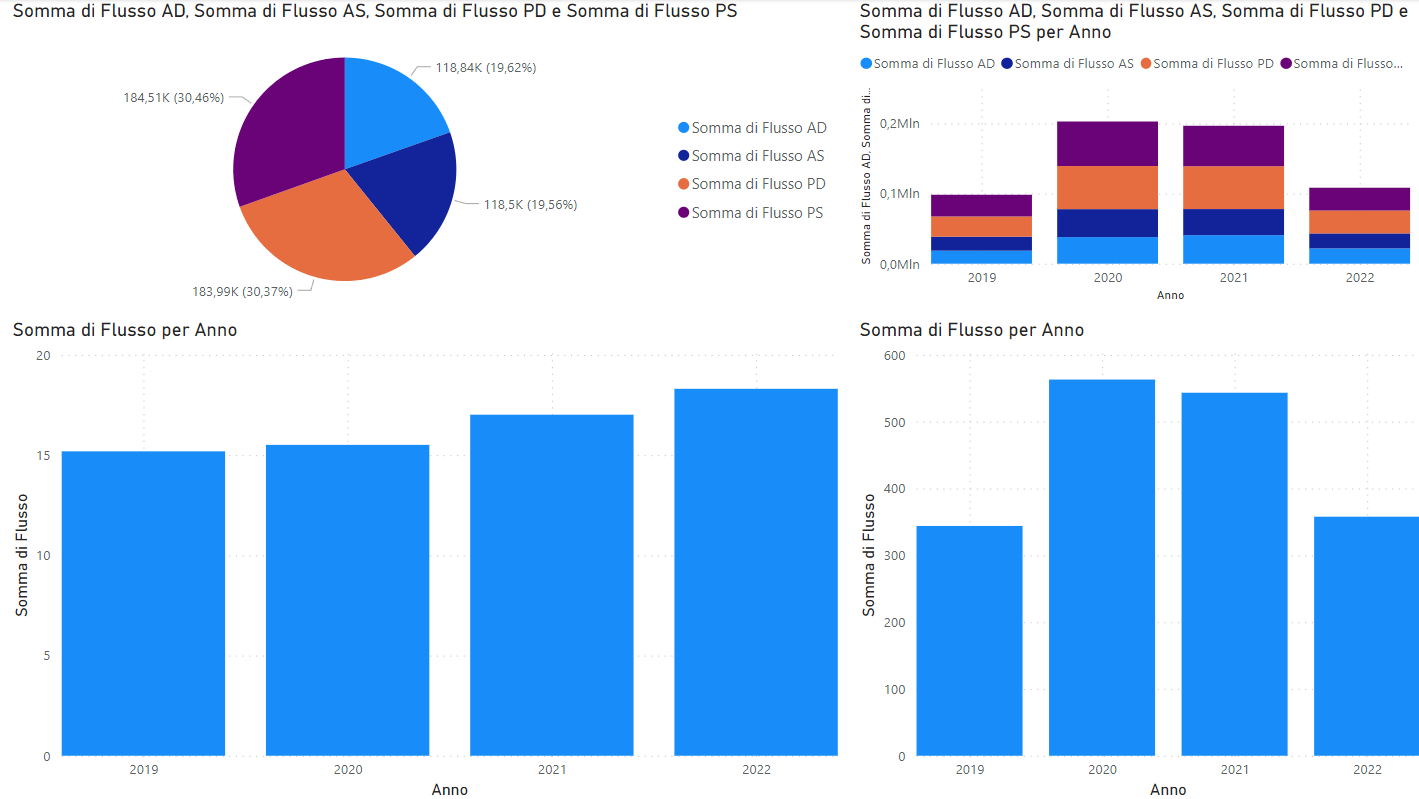 Somma di Flusso AD, Somma di Flusso AS, Somma di Flusso PD e Somma di Flusso PS
118,84K (19,62%)
184,51K (30,46%)
118,5K (19,56%)
183,99K (30,37%)
Somma di Flusso AD
Somma di Flusso AS
Somma di Flusso PD
Somma di Flusso PS
Somma di Flusso AD, Somma di Flusso AS, Somma di Flusso PD e
Somma di Flusso PS per Anno
Somma di Flusso AD Somma di Flusso AS Somma di Flusso PD Somma di Flusso...
Somma di Flusso AD, Somma di...
0,2Mln
0,1Mln
0,0Mln
2019 2020 2021 2022
Anno
Somma di Flusso per Anno
Somma di Flusso
20
15
10
5
0
2019 2020 2021 2022
Anno
Somma di Flusso per Anno
Somma di Flusso
600
500
400
300
200
100
0
2019 2020 2021 2022
Anno